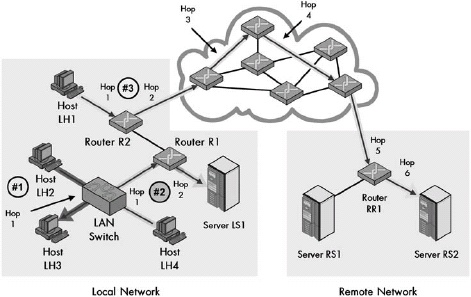 Hop
3
Hop
4
Hop
1
#3
Hop
2
Host
LH1
Router R2
Router R1
Hop
5
Hop
6
#1
Host
LH2
Hop
1
Hop
1
#2
Hop
2
LAN
Switch
Server LS1
Router
RR1
Host
LH3
Host
LH4
Server RS1
Server RS2
Local Network
Remote Network